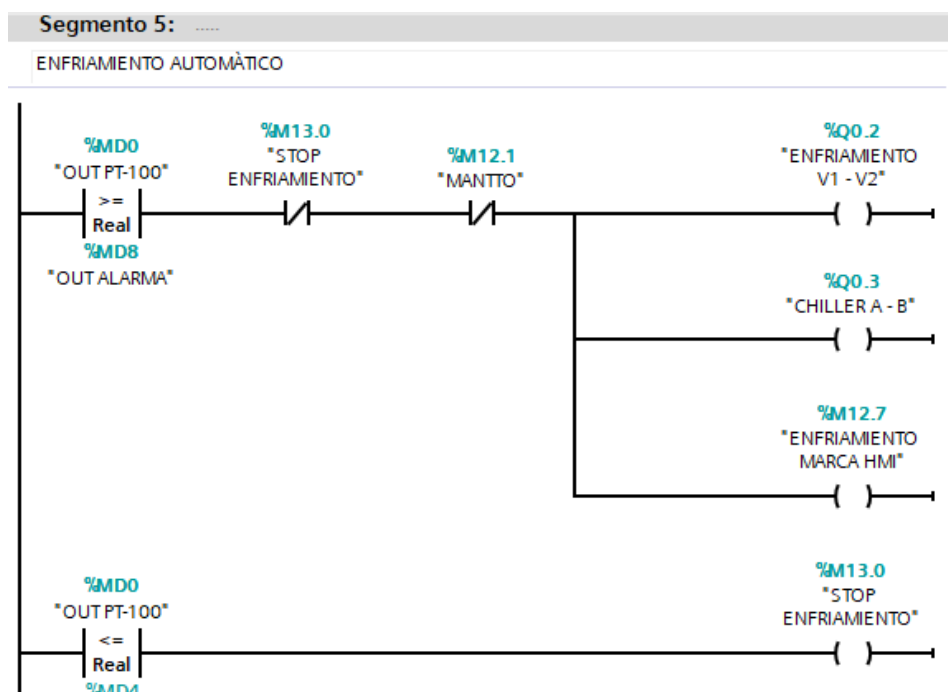 Segmento 5: .....
ENFRIAMIENTO AUTOMÀTICO
%MD0
"OUT PT-100"
>=
Real
%MD8
"OUT ALARMA"
%M13.0
"STOP
ENFRIAMIENTO"
%M12.1
"MANTTO"
%Q0.2
"ENFRIAMIENTO
V1 - V2"
%Q0.3
"CHILLER A - B"
%M12.7
"ENFRIAMIENTO
MARCA HMI"
%MD0
"OUT PT-100"
<=
Real
%MD4
%M13.0
"STOP
ENFRIAMIENTO"